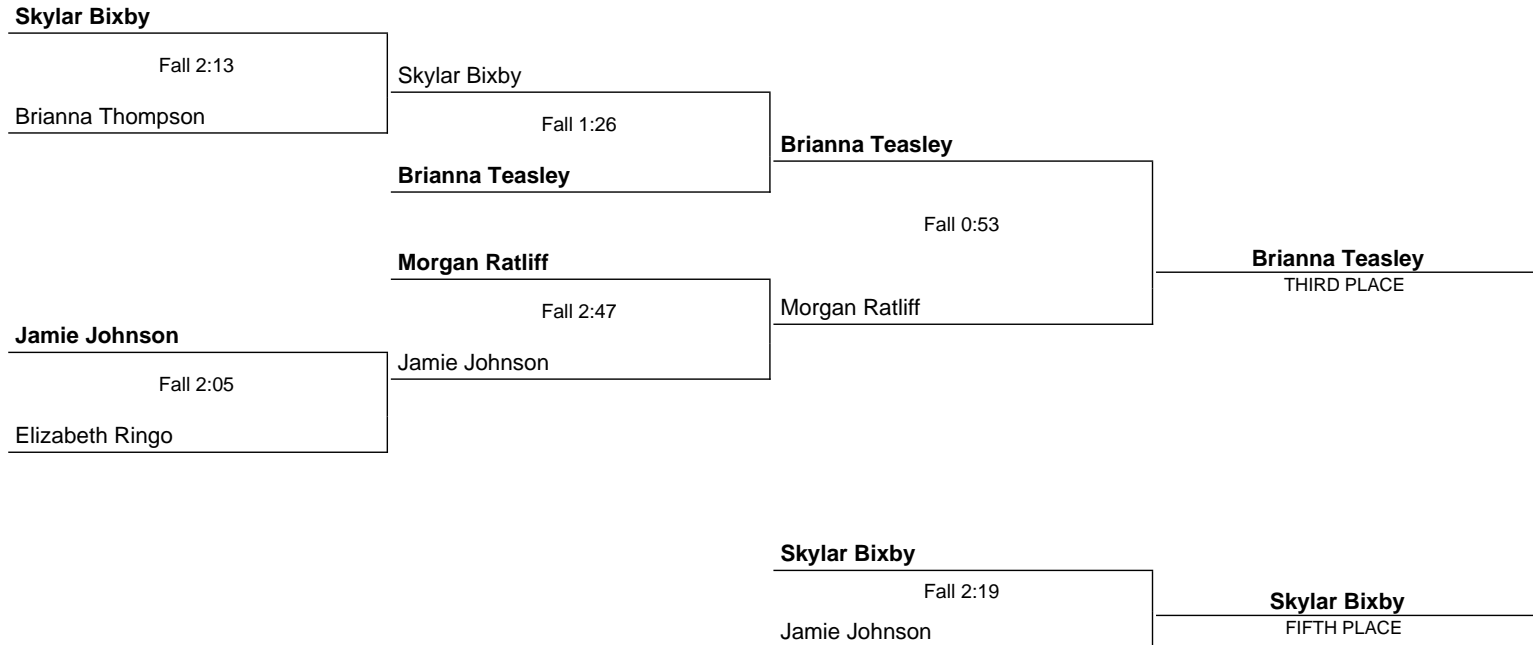 Skylar Bixby
Fall 2:13
Brianna Thompson
Skylar Bixby
Fall 1:26
Brianna Teasley
Brianna Teasley
Fall 0:53
Morgan Ratliff
Brianna Teasley
THIRD PLACE
Morgan Ratliff
Fall 2:47
Jamie Johnson
Jamie Johnson
Fall 2:05
Elizabeth Ringo
Skylar Bixby
Fall 2:19
Jamie Johnson
Skylar Bixby
FIFTH PLACE